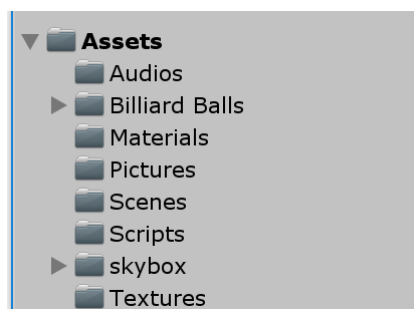 Assets
Audios
Billiard Balls
Materials
Pictures
Scenes
Scripts
skybox
Textures